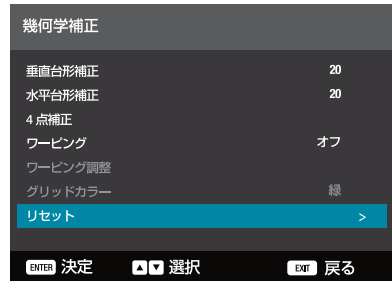 幾何学補正
垂直台形補正 20
水平台形補正 20
4 点補正
ワーピング オフ
ワーピング調整
グリッドカラー 緑
リセット >
ENTER 決定 ▲▼ 選択 EXIT 戻る